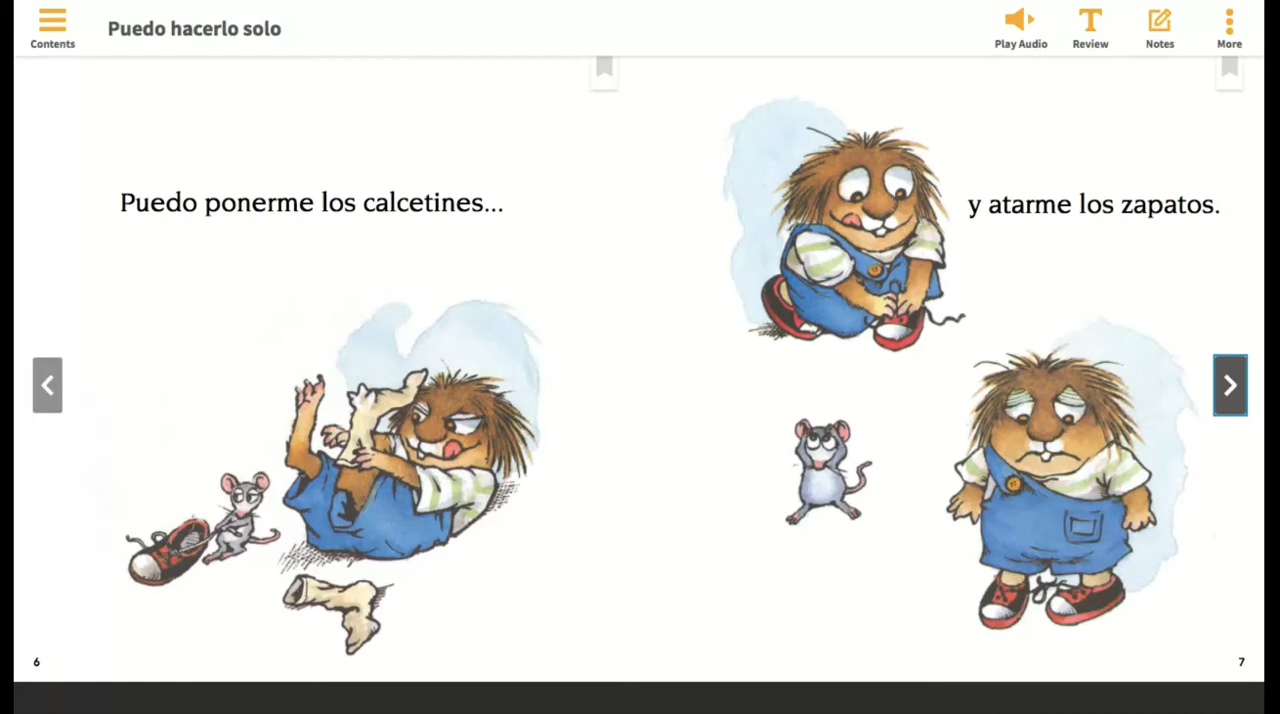 Contents
Puedo hacerlo solo
Play Audio
Review
Notes
More
Puedo ponerme los calcetines...
y atarme los zapatos.
6
7